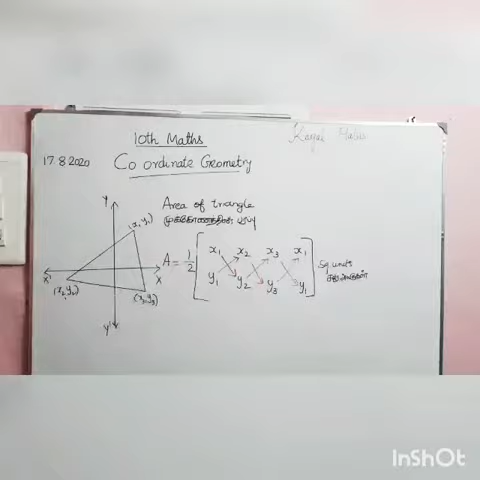 10th Maths
17.8.2020 Co ordinate Geometry
Area of triangle
A = 1/2 [ x₁ x₂ x₃ x₁
y₁ y₂ y₃ y₁ ] Sq units
Y
(x₁ y₁)
X' X
(x₂ y₂) (x₃ y₃)
Y'
InShOt